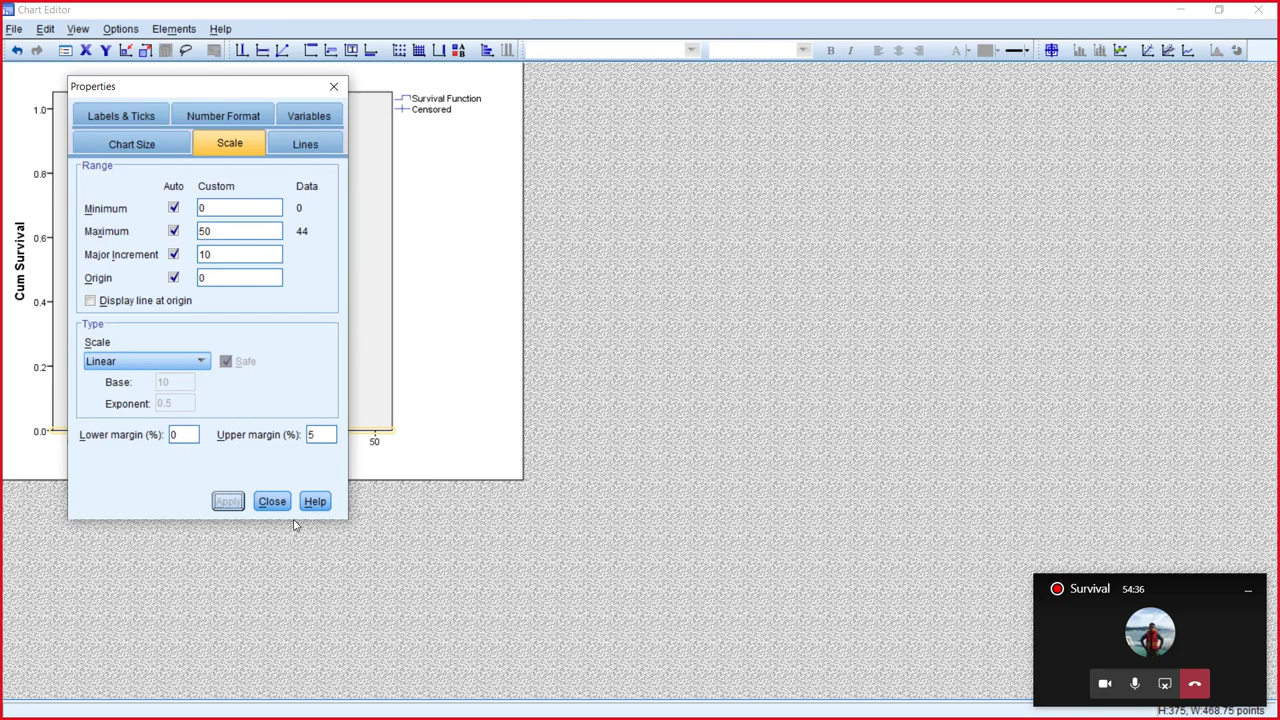 Chart Editor
File Edit View Options Elements Help
X Y
B I A
Properties
Labels & Ticks Number Format Variables
Chart Size Scale Lines
Range
Auto Custom Data
Minimum 0 0
Maximum 50 44
Major Increment 10
Origin 0
Display line at origin
Type
Scale
Linear Safe
Base: 10
Exponent: 0.5
Lower margin (%): 0 Upper margin (%): 5
Apply Close Help
Cum Survival
1.0
0.8
0.6
0.4
0.2
0.0
50
Survival Function
Censored
Survival 54:36
H:375, W:468.75 points